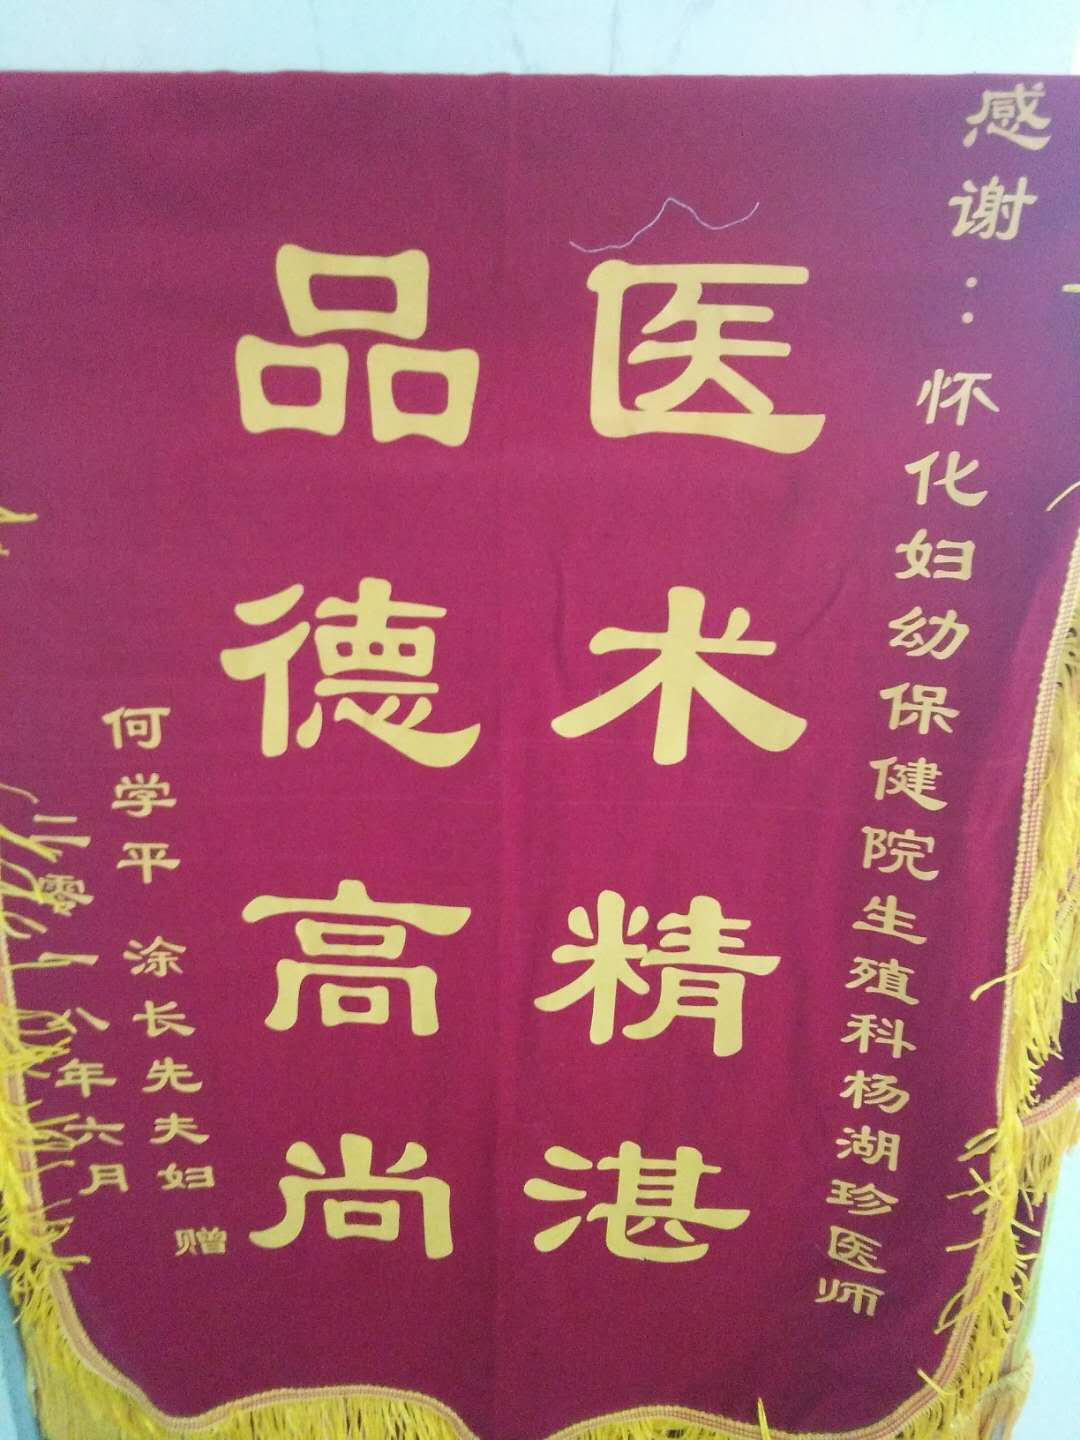 感谢：怀化妇幼保健院生殖科杨湖珍医师
医术精湛
品德高尚
何学平 涂长先夫妇 赠
二零一八年六月